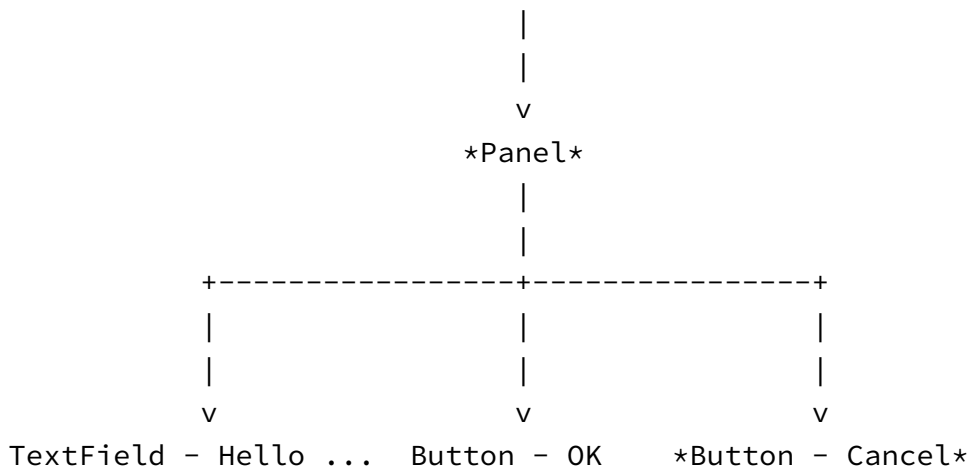 |
|
v
*Panel*
|
|
+-----------------+----------------+
| | |
| | |
v v v
TextField - Hello ... Button - OK *Button - Cancel*